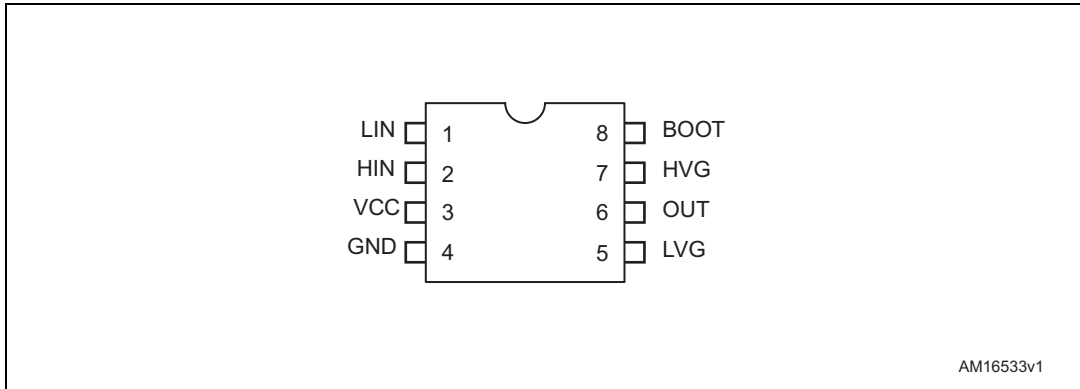 LIN 1 8 BOOT
HIN 2 7 HVG
VCC 3 6 OUT
GND 4 5 LVG
AM16533v1